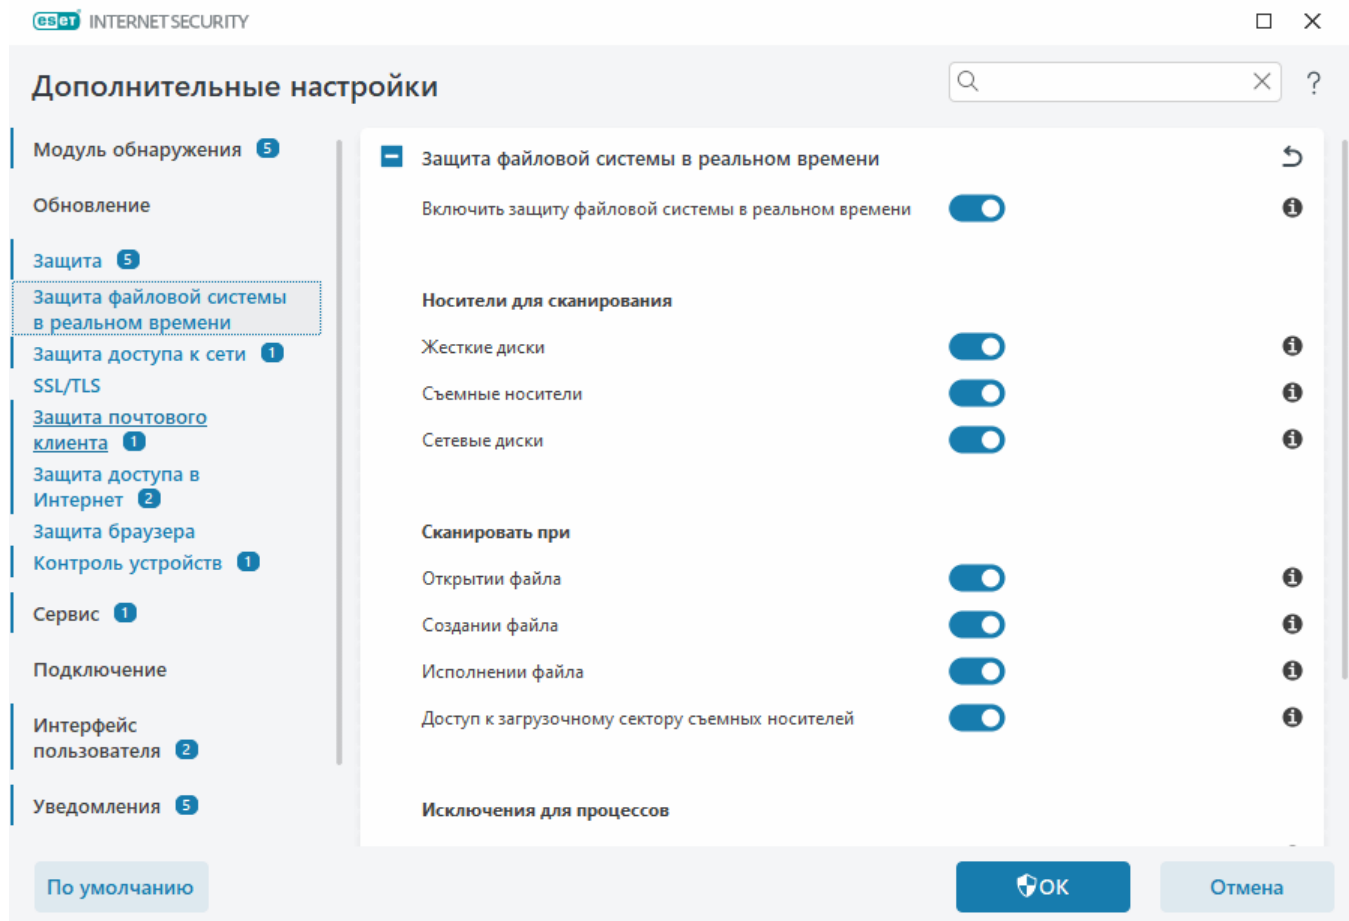 eset INTERNET SECURITY
Дополнительные настройки
?
Модуль обнаружения 5
Обновление
Защита 5
Защита файловой системы
в реальном времени
Защита доступа к сети 1
SSL/TLS
Защита почтового
клиента 1
Защита доступа в
Интернет 2
Защита браузера
Контроль устройств 1
Сервис 1
Подключение
Интерфейс
пользователя 2
Уведомления 5
Защита файловой системы в реальном времени
Включить защиту файловой системы в реальном времени
Носители для сканирования
Жесткие диски
Съемные носители
Сетевые диски
Сканировать при
Открытии файла
Создании файла
Исполнении файла
Доступ к загрузочному сектору съемных носителей
Исключения для процессов
По умолчанию
ОК
Отмена